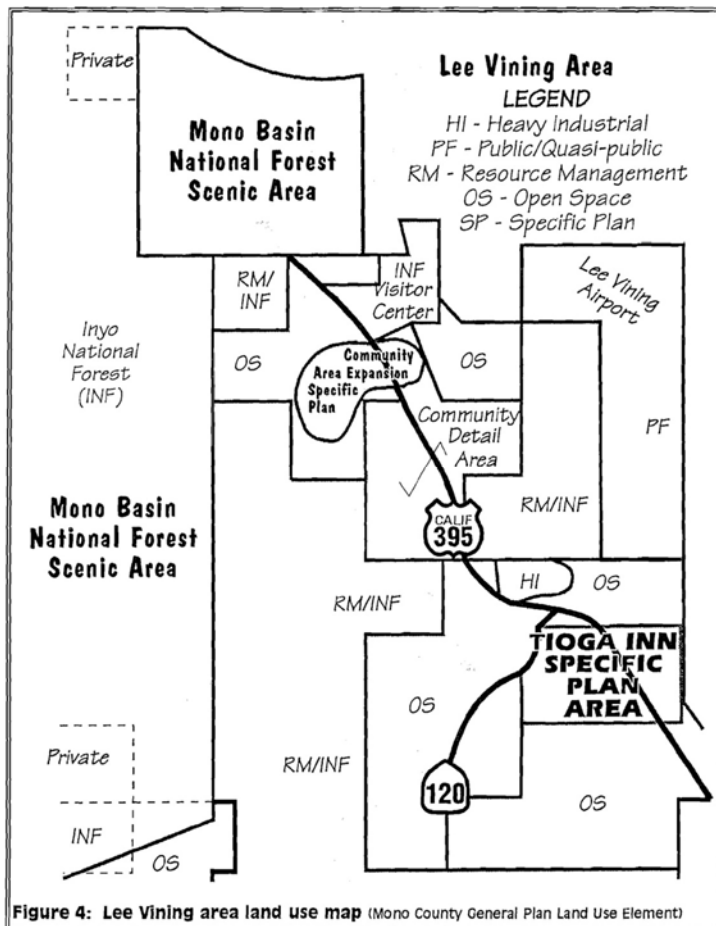 Private
Lee Vining Area
LEGEND
HI - Heavy Industrial
PF - Public/Quasi-public
RM - Resource Management
OS - Open Space
SP - Specific Plan
Mono Basin
National Forest
Scenic Area
RM/
INF
INF
Visitor
Center
Lee Vining
Airport
Inyo
National
Forest
(INF)
OS
Community
Area Expansion
Specific
Plan
OS
Community
Detail
Area
PF
Mono Basin
National Forest
Scenic Area
CALIF
395
RM/INF
RM/INF
HI
OS
TIOGA INN
SPECIFIC
PLAN
AREA
OS
Private
RM/INF
120
OS
INF
OS
Figure 4: Lee Vining area land use map (Mono County General Plan Land Use Element)